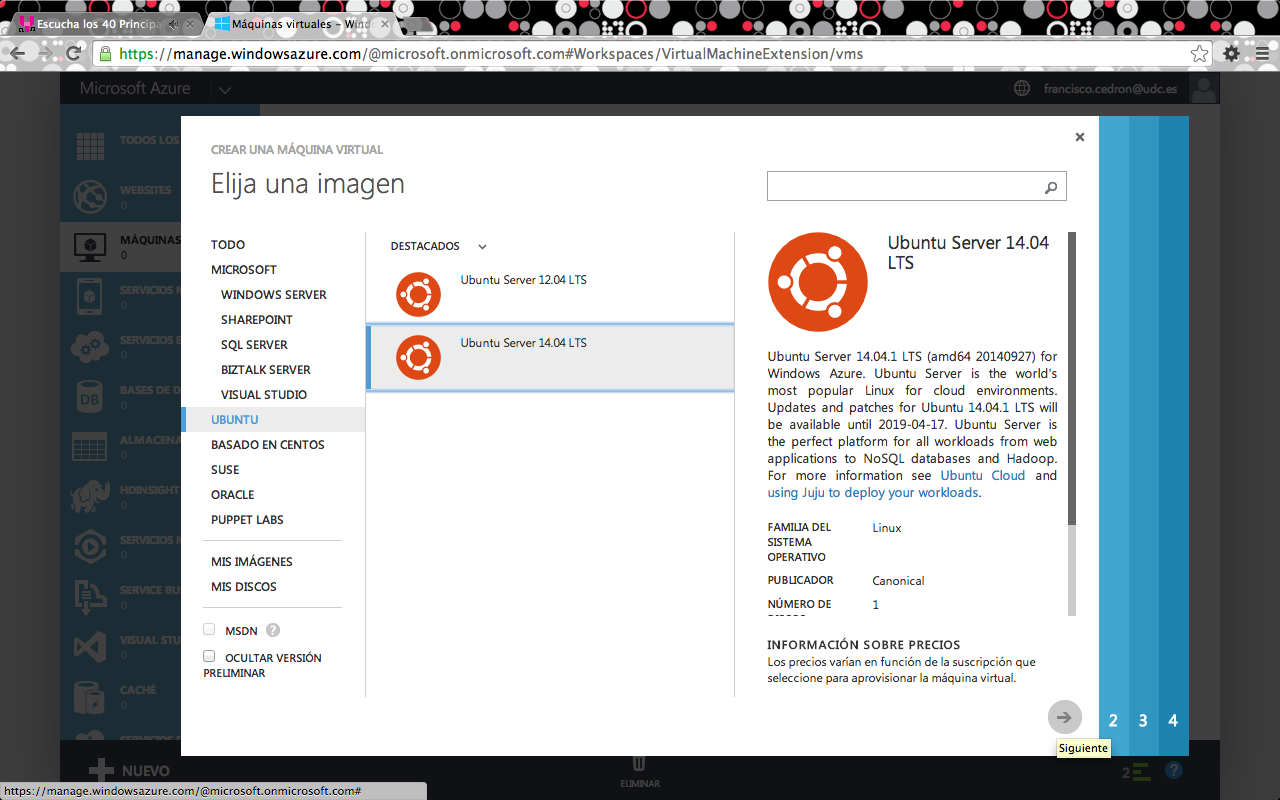 Escucha los 40 Principa
Máquinas virtuales – Wind
https://manage.windowsazure.com/@microsoft.onmicrosoft.com#Workspaces/VirtualMachineExtension/vms
Microsoft Azure
francisco.cedron@udc.es
TODOS LOS
WEBSITES
0
MÁQUINAS
0
SERVICIOS M
0
SERVICIOS E
0
BASES DE D
0
DB
ALMACENA
0
HDINSIGHT
0
SERVICIOS M
0
SERVICE BU
0
VISUAL STU
0
CACHÉ
0
SERVICIOS D
NUEVO
ELIMINAR
2
CREAR UNA MÁQUINA VIRTUAL
Elija una imagen
TODO
MICROSOFT
WINDOWS SERVER
SHAREPOINT
SQL SERVER
BIZTALK SERVER
VISUAL STUDIO
UBUNTU
BASADO EN CENTOS
SUSE
ORACLE
PUPPET LABS
MIS IMÁGENES
MIS DISCOS
MSDN ?
OCULTAR VERSIÓN
PRELIMINAR
DESTACADOS
Ubuntu Server 12.04 LTS
Ubuntu Server 14.04 LTS
Ubuntu Server 14.04
LTS
Ubuntu Server 14.04.1 LTS (amd64 20140927) for
Windows Azure. Ubuntu Server is the world's
most popular Linux for cloud environments.
Updates and patches for Ubuntu 14.04.1 LTS will
be available until 2019-04-17. Ubuntu Server is
the perfect platform for all workloads from web
applications to NoSQL databases and Hadoop.
For more information see Ubuntu Cloud and
using Juju to deploy your workloads.
FAMILIA DEL
SISTEMA
OPERATIVO
Linux
PUBLICADOR
Canonical
NÚMERO DE
1
INFORMACIÓN SOBRE PRECIOS
Los precios varían en función de la suscripción que
seleccione para aprovisionar la máquina virtual.
2 3 4
Siguiente
?
https://manage.windowsazure.com/@microsoft.onmicrosoft.com#